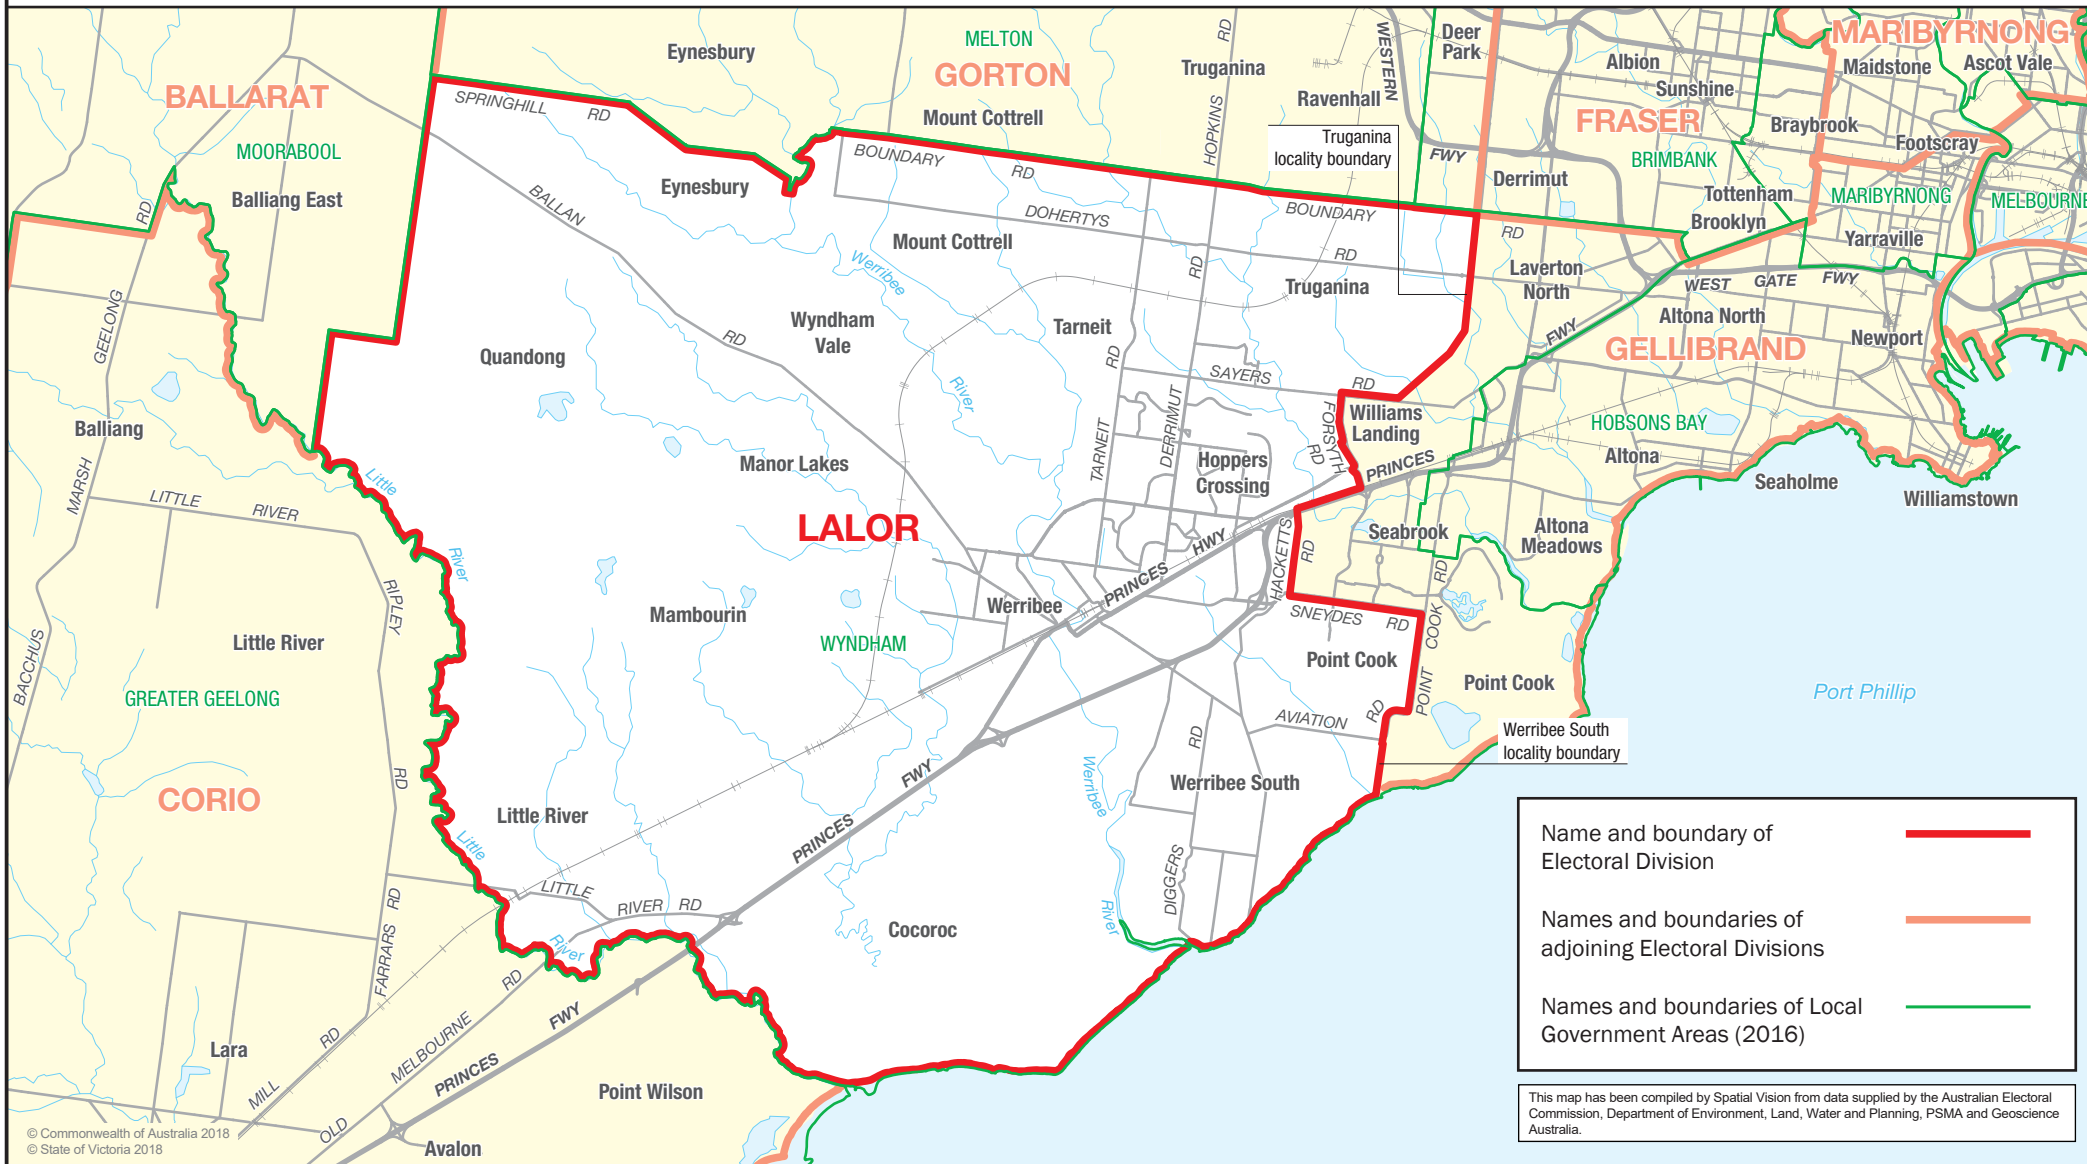 Eynesbury
MELTON
GORTON
Mount Cottrell
Truganina
HOPKINS
RD
Ravenhall
WESTERN
FWY
Deer
Park
Albion
Sunshine
FRASER
BRIMBANK
Derrimut
Tottenham
Brooklyn
MARIBYRNONG
Maidstone
Ascot Vale
Braybrook
Footscray
MARIBYRNONG
MELBOURNE
Yarraville
BALLARAT
MOORABOOL
Balliang East
RD
GEELONG
Balliang
MARSH
BACCHUS
LITTLE
RIVER
RIPLEY
RD
Little River
GREATER GEELONG
CORIO
FARRARS
RD
Lara
MILL
RD
OLD
MELBOURNE
RD
PRINCES
FWY
Avalon
Point Wilson
SPRINGHILL
RD
Eynesbury
BOUNDARY
RD
BOUNDARY
RD
Truganina
locality boundary
DOHERTYS
RD
Mount Cottrell
BALLAN
RD
Werribee
River
Quandong
Wyndham
Vale
Tarneit
Truganina
RD
RD
TARNEIT
DERRIMUT
SAYERS
RD
FORSYTH
RD
Williams
Landing
Laverton
North
WEST
GATE
FWY
FWY
Altona North
GELLIBRAND
Newport
HOBSONS BAY
Altona
Seaholme
Williamstown
Manor Lakes
LALOR
Hoppers
Crossing
PRINCES
HWY
PRINCES
Seabrook
Altona
Meadows
HACKETTS
RD
SNEYDES
RD
COOK
RD
POINT
Point Cook
Point Cook
Port Phillip
Little
River
Mambourin
WYNDHAM
Werribee
AVIATION
RD
Werribee South
locality boundary
Werribee South
RD
DIGGERS
Werribee
River
PRINCES
FWY
Little River
Little
River
LITTLE
RIVER
RD
Cocoroc
Name and boundary of
Electoral Division
Names and boundaries of
adjoining Electoral Divisions
Names and boundaries of Local
Government Areas (2016)
This map has been compiled by Spatial Vision from data supplied by the Australian Electoral
Commission, Department of Environment, Land, Water and Planning, PSMA and Geoscience
Australia.
© Commonwealth of Australia 2018
© State of Victoria 2018